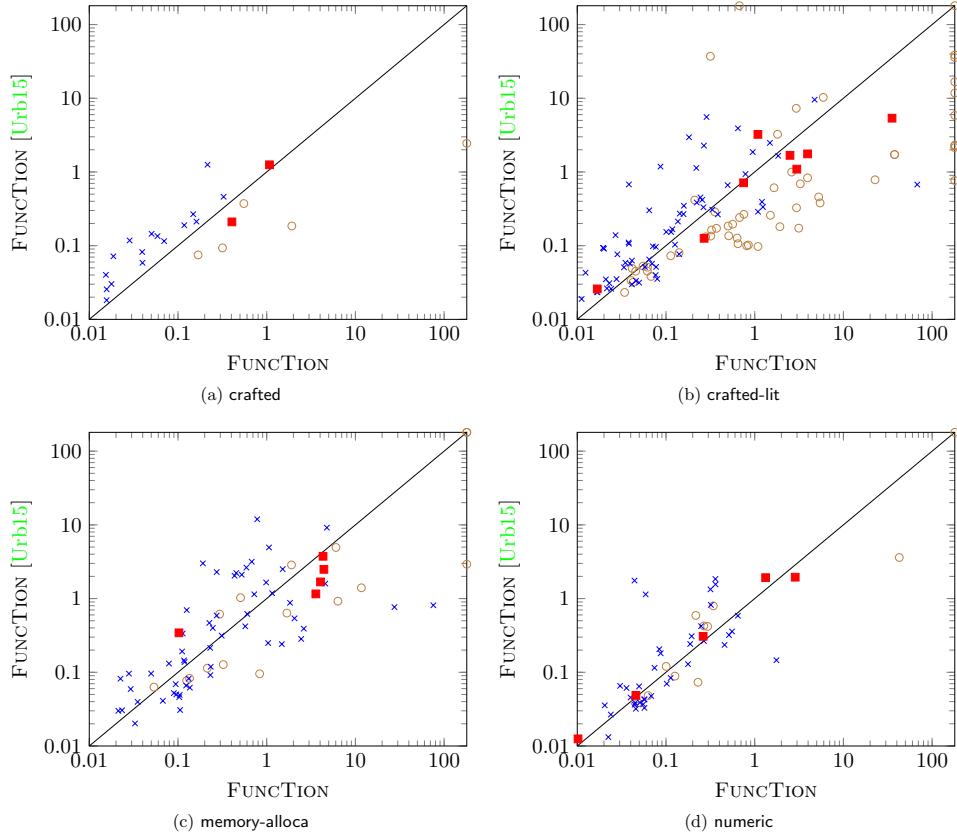 100
10
1
0.1
0.01
0.01 0.1 1 10 100
FUNCTION [Urb15]
FUNCTION
(a) crafted
100
10
1
0.1
0.01
0.01 0.1 1 10 100
FUNCTION [Urb15]
FUNCTION
(b) crafted-lit
100
10
1
0.1
0.01
0.01 0.1 1 10 100
FUNCTION [Urb15]
FUNCTION
(c) memory-alloca
100
10
1
0.1
0.01
0.01 0.1 1 10 100
FUNCTION [Urb15]
FUNCTION
(d) numeric